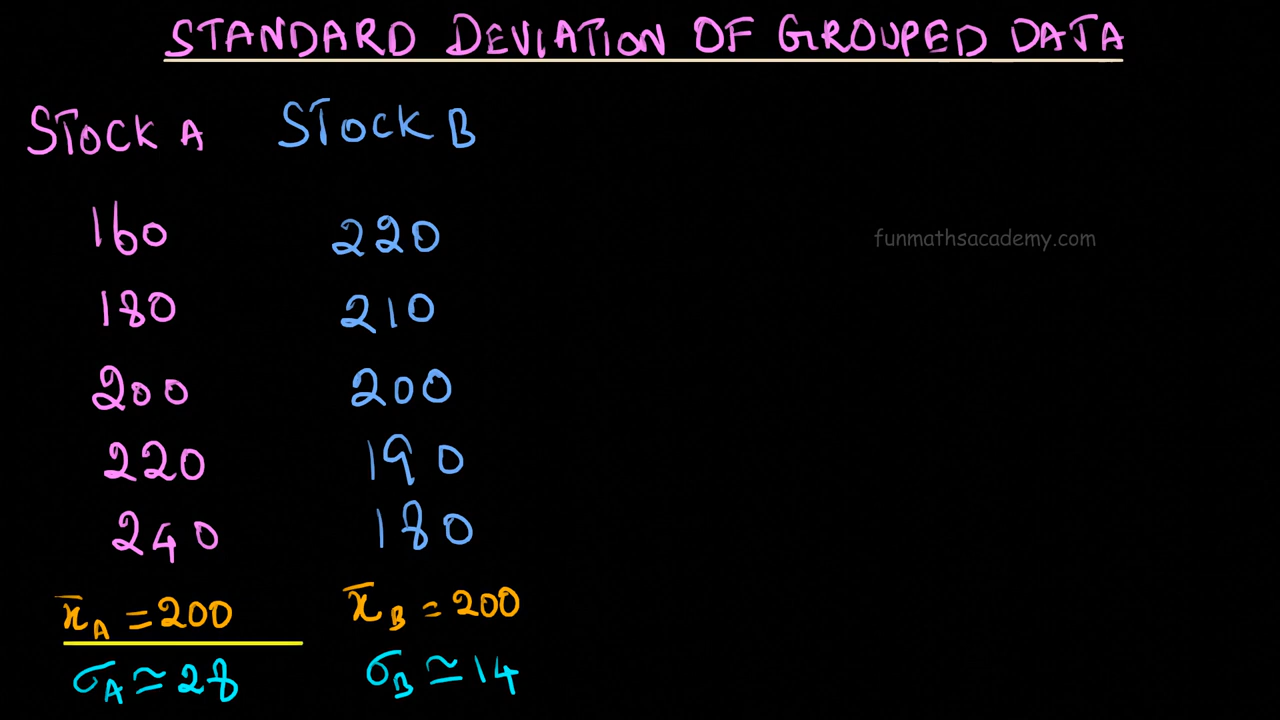 STANDARD DEVIATION OF GROUPED DATA
STOCK A STOCK B
160 220
funmathsacademy.com
180 210
200 200
220 190
240 180
x̄A = 200 x̄B = 200
σA ≃ 28 σB ≃ 14